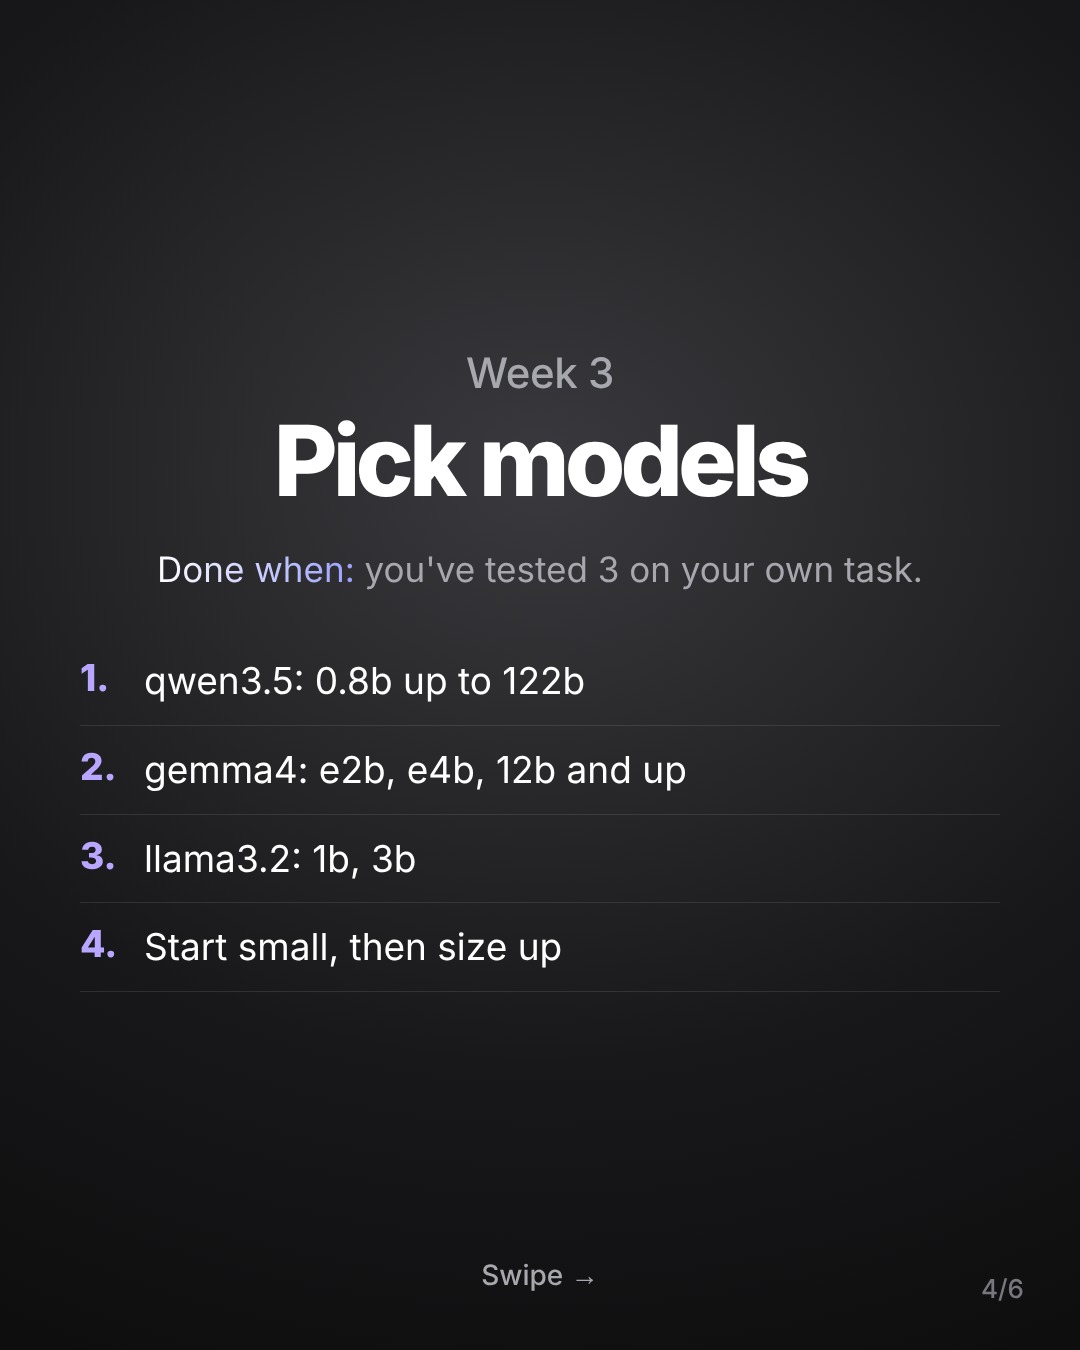 Week 3
Pick models
Done when: you've tested 3 on your own task.
1. qwen3.5: 0.8b up to 122b
2. gemma4: e2b, e4b, 12b and up
3. llama3.2: 1b, 3b
4. Start small, then size up
Swipe →
4/6